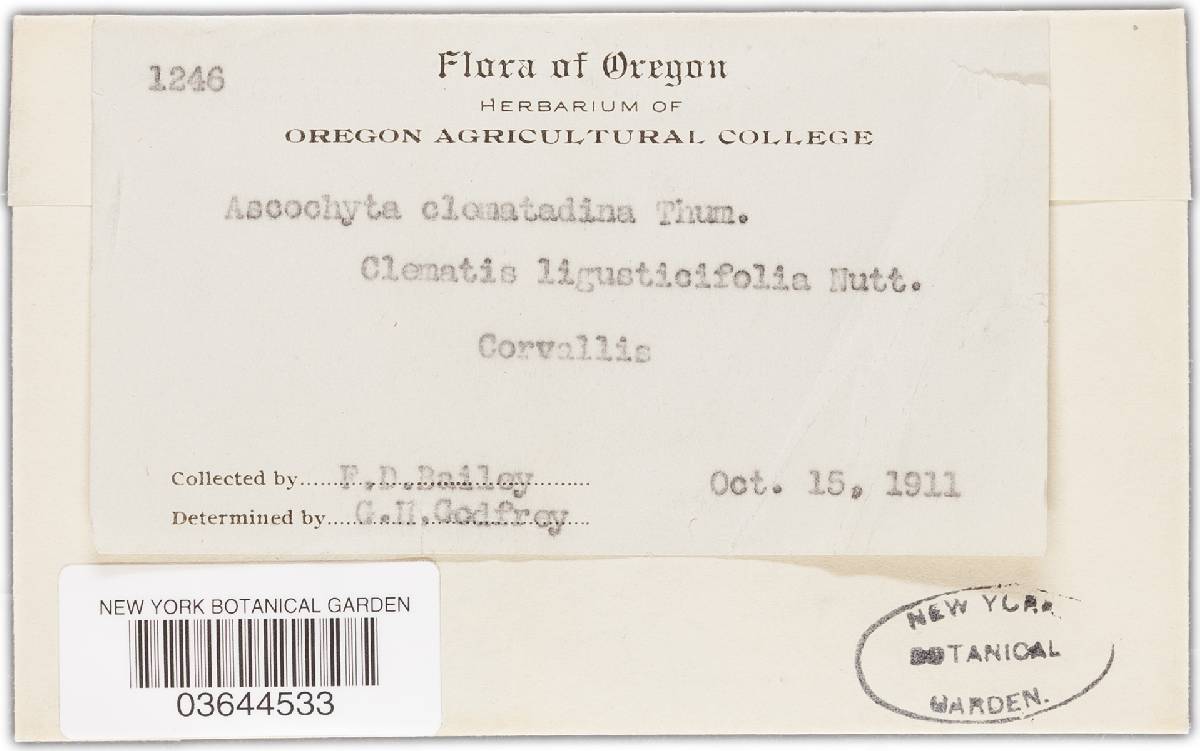 1246
Flora of Oregon
HERBARIUM OF
OREGON AGRICULTURAL COLLEGE
Ascochyta clematadina Thum.
Clematis ligusticifolia Nutt.
Corvallis
Collected by......F.D.Bailey..........
Oct. 15, 1911
Determined by....G.H.Godfrey...
NEW YORK BOTANICAL GARDEN
03644533
NEW YORK
BOTANICAL
GARDEN.